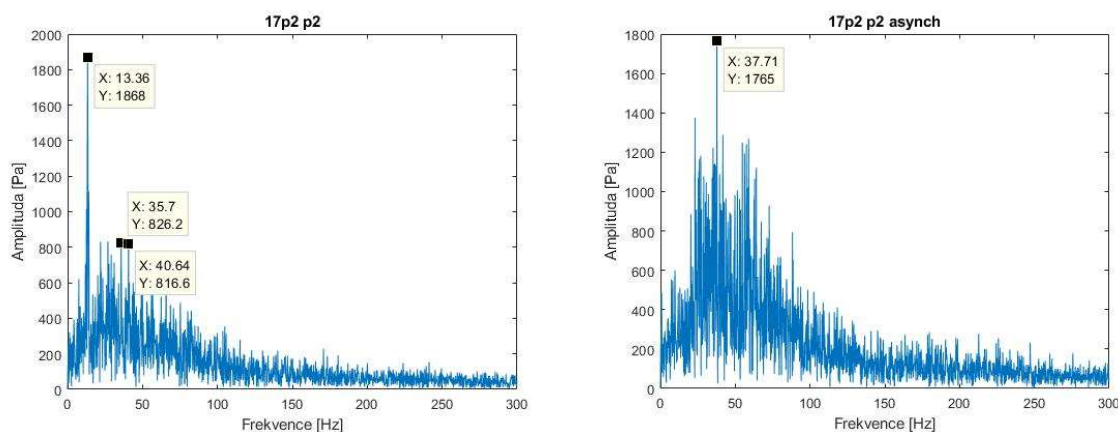 17p2 p2
2000
1800
1600
1400
1200
1000
800
600
400
200
0
Amplituda [Pa]
X: 13.36
Y: 1868
X: 35.7
Y: 826.2
X: 40.64
Y: 816.6
0 50 100 150 200 250 300
Frekvence [Hz]
17p2 p2 asynch
1800
1600
1400
1200
1000
800
600
400
200
0
Amplituda [Pa]
X: 37.71
Y: 1765
0 50 100 150 200 250 300
Frekvence [Hz]